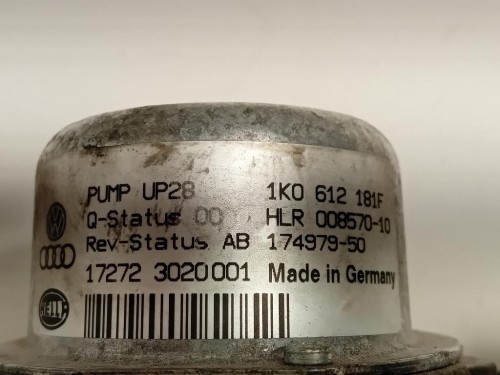 PUMP UP28 1K0 612 181F
Q-Status 00 HLR 008570-10
Rev-Status AB 174979-50
17272 3020001 Made in Germany
HELLA